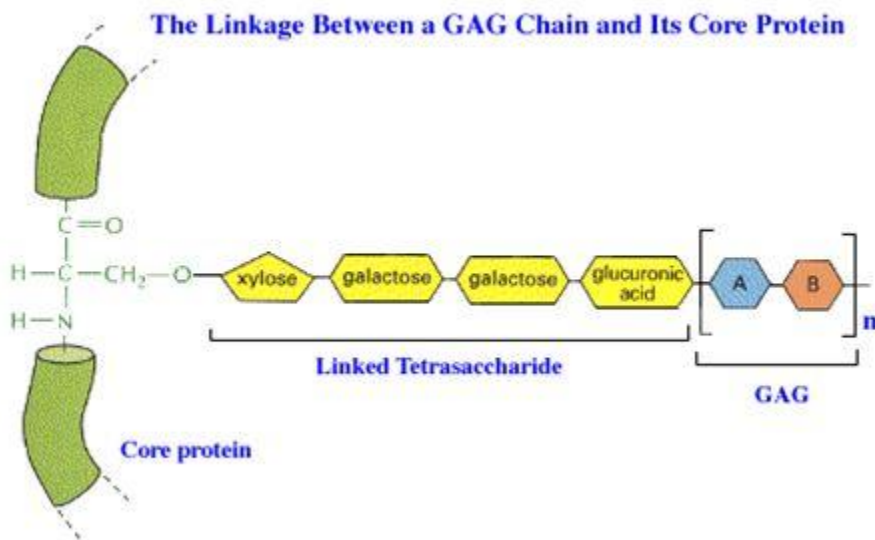 The Linkage Between a GAG Chain and Its Core Protein
C=O
H—C—CH₂—O—
H—N
xylose
galactose
galactose
glucuronic
acid
A
B
n
Linked Tetrasaccharide
GAG
Core protein